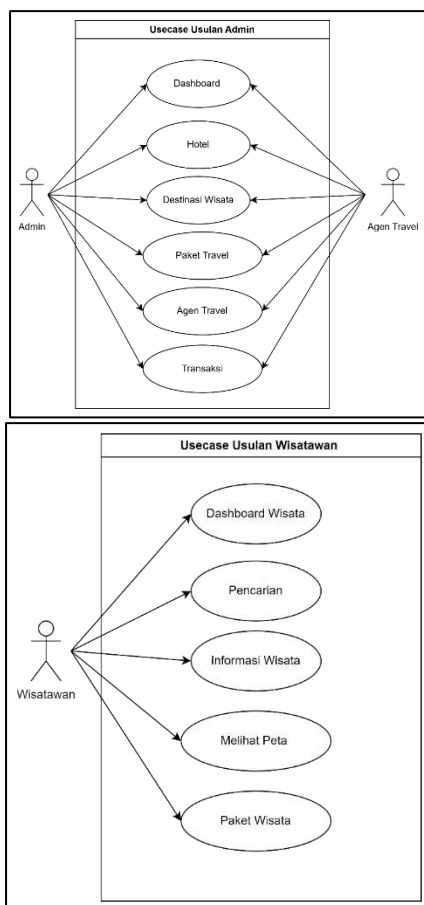 Usecase Usulan Admin
Dashboard
Hotel
Destinasi Wisata
Admin
Agen Travel
Paket Travel
Agen Travel
Transaksi
Usecase Usulan Wisatawan
Dashboard Wisata
Pencarian
Informasi Wisata
Wisatawan
Melihat Peta
Paket Wisata